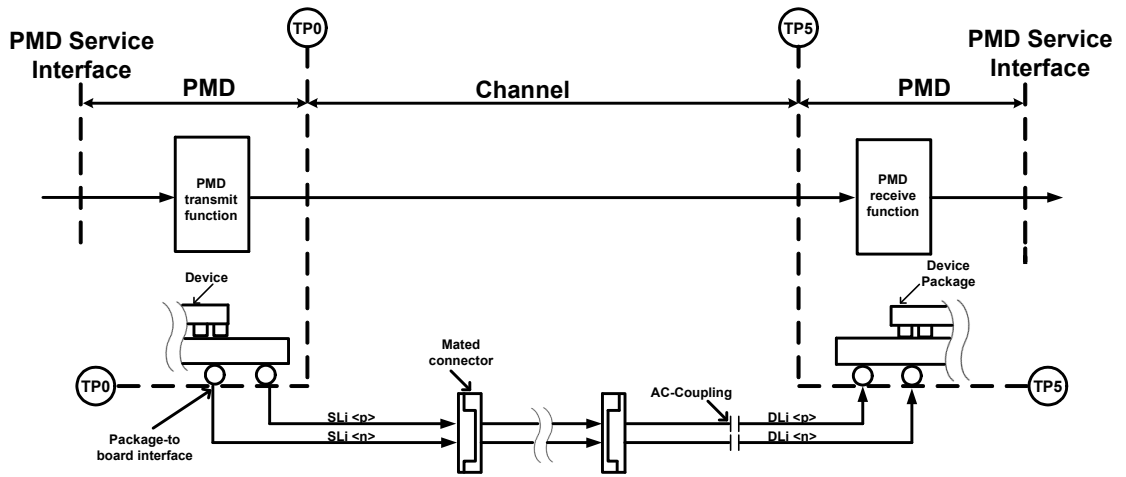 TP0
TP5
PMD Service
Interface
PMD Service
Interface
PMD
Channel
PMD
PMD
transmit
function
PMD
receive
function
Device
Device
Package
Mated
connector
TP0
TP5
AC-Coupling
SLi <p>
DLi <p>
SLi <n>
DLi <n>
Package-to
board interface